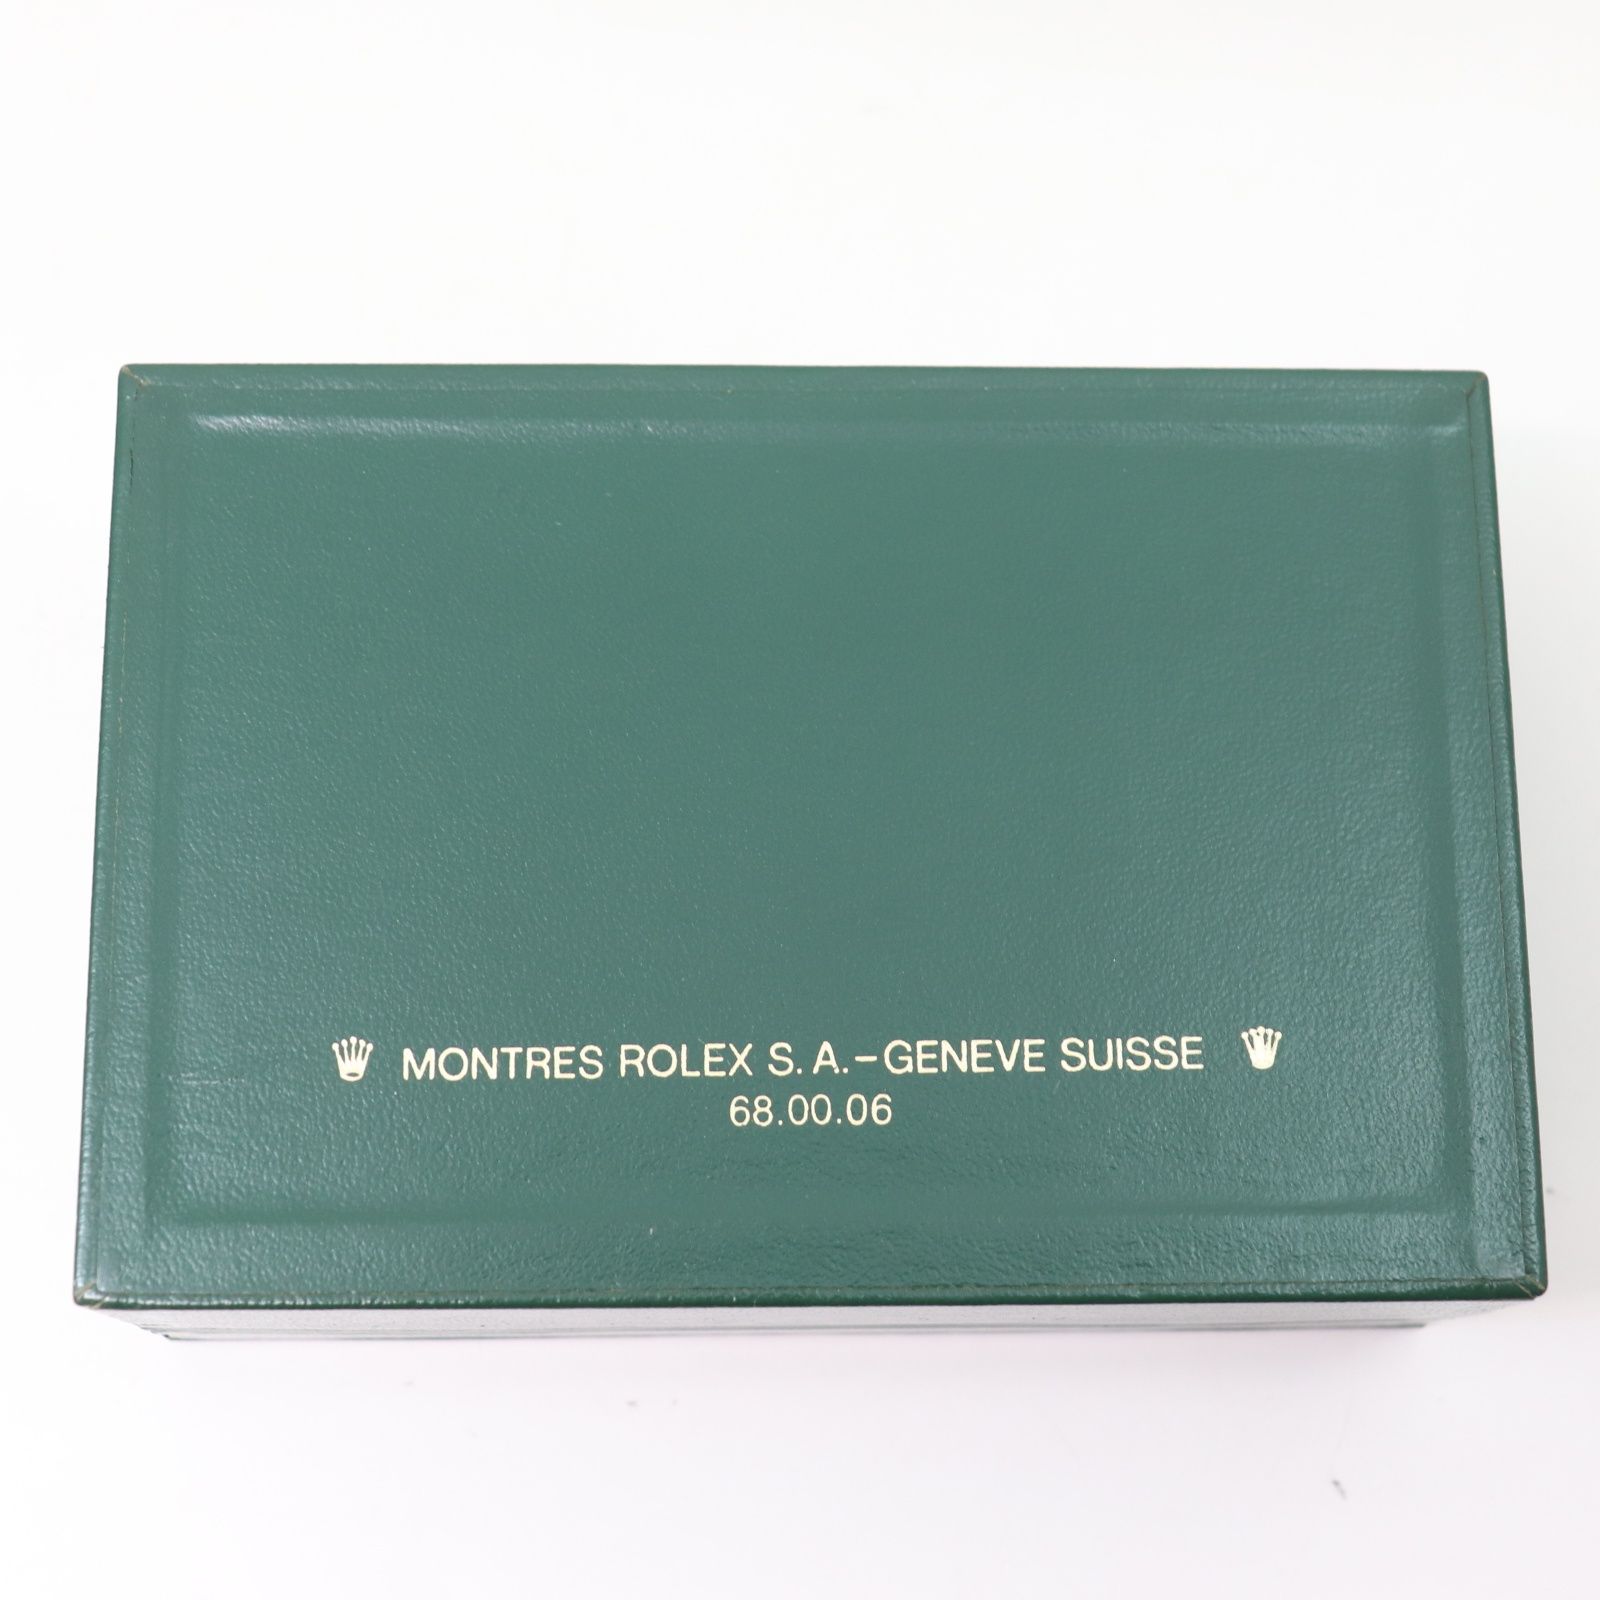 MONTRES ROLEX S.A.-GENEVE SUISSE
68.00.06